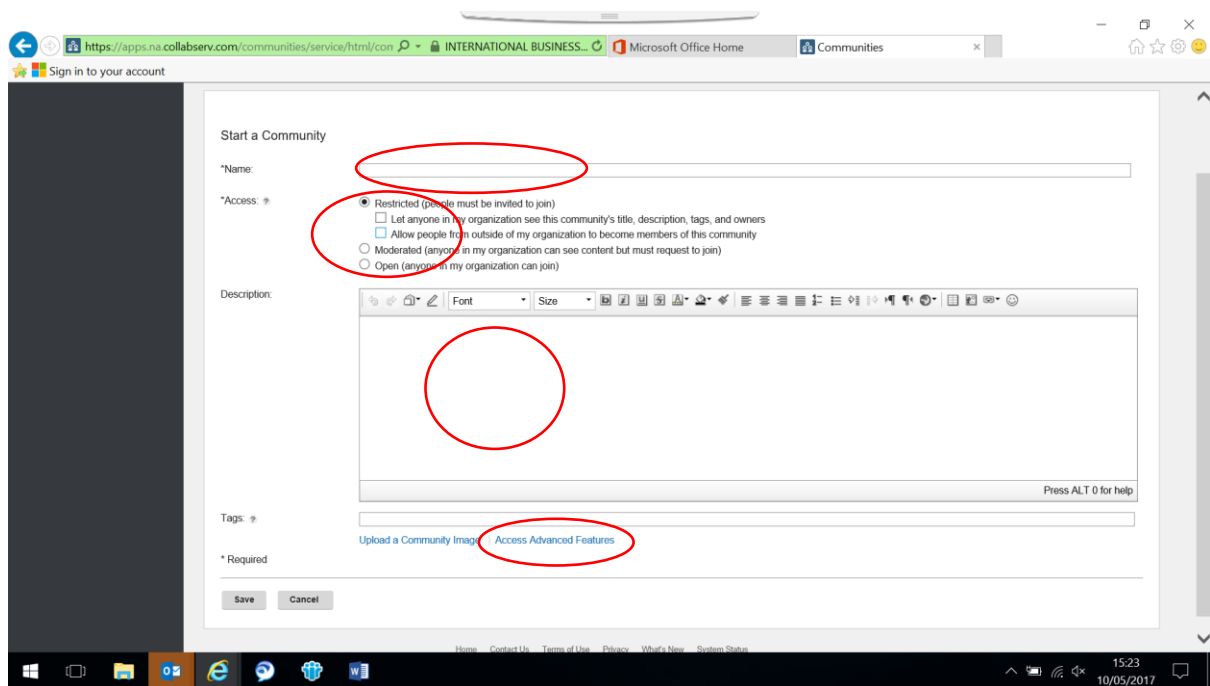 https://apps.na.collabserv.com/communities/service/html/con INTERNATIONAL BUSINESS... Microsoft Office Home Communities
Sign in to your account
Start a Community
*Name:
*Access: Restricted (people must be invited to join)
Let anyone in my organization see this community's title, description, tags, and owners
Allow people from outside of my organization to become members of this community
Moderated (anyone in my organization can see content but must request to join)
Open (anyone in my organization can join)
Description:
Font Size
Press ALT 0 for help
Tags:
Upload a Community Image Access Advanced Features
* Required
Save Cancel
Home Contact Us Terms of Use Privacy What's New System Status
15:23
10/05/2017